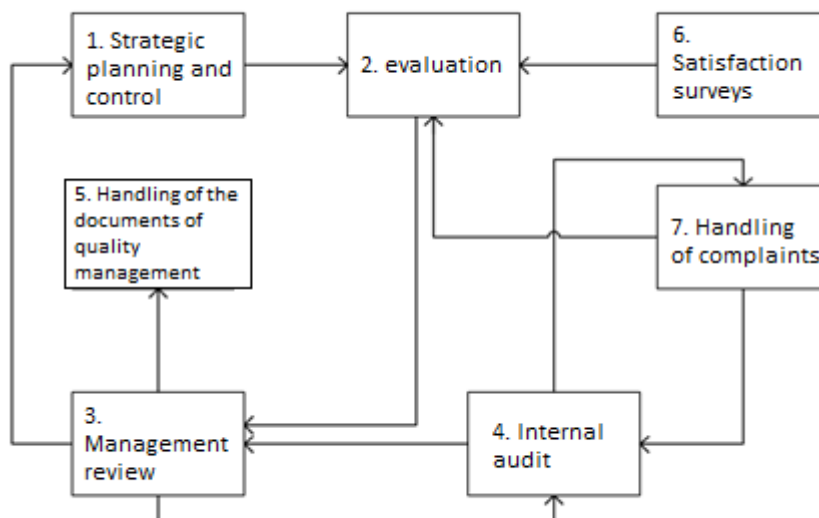 1. Strategic
planning and
control
2. evaluation
6.
Satisfaction
surveys
5. Handling of the
documents of
quality
management
7. Handling
of complaints
3.
Management
review
4. Internal
audit